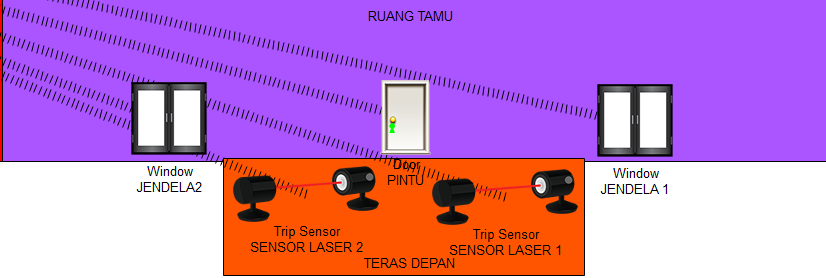 RUANG TAMU
Window
JENDELA2
Door
PINTU
Window
JENDELA 1
Trip Sensor
SENSOR LASER 2
Trip Sensor
SENSOR LASER 1
TERAS DEPAN